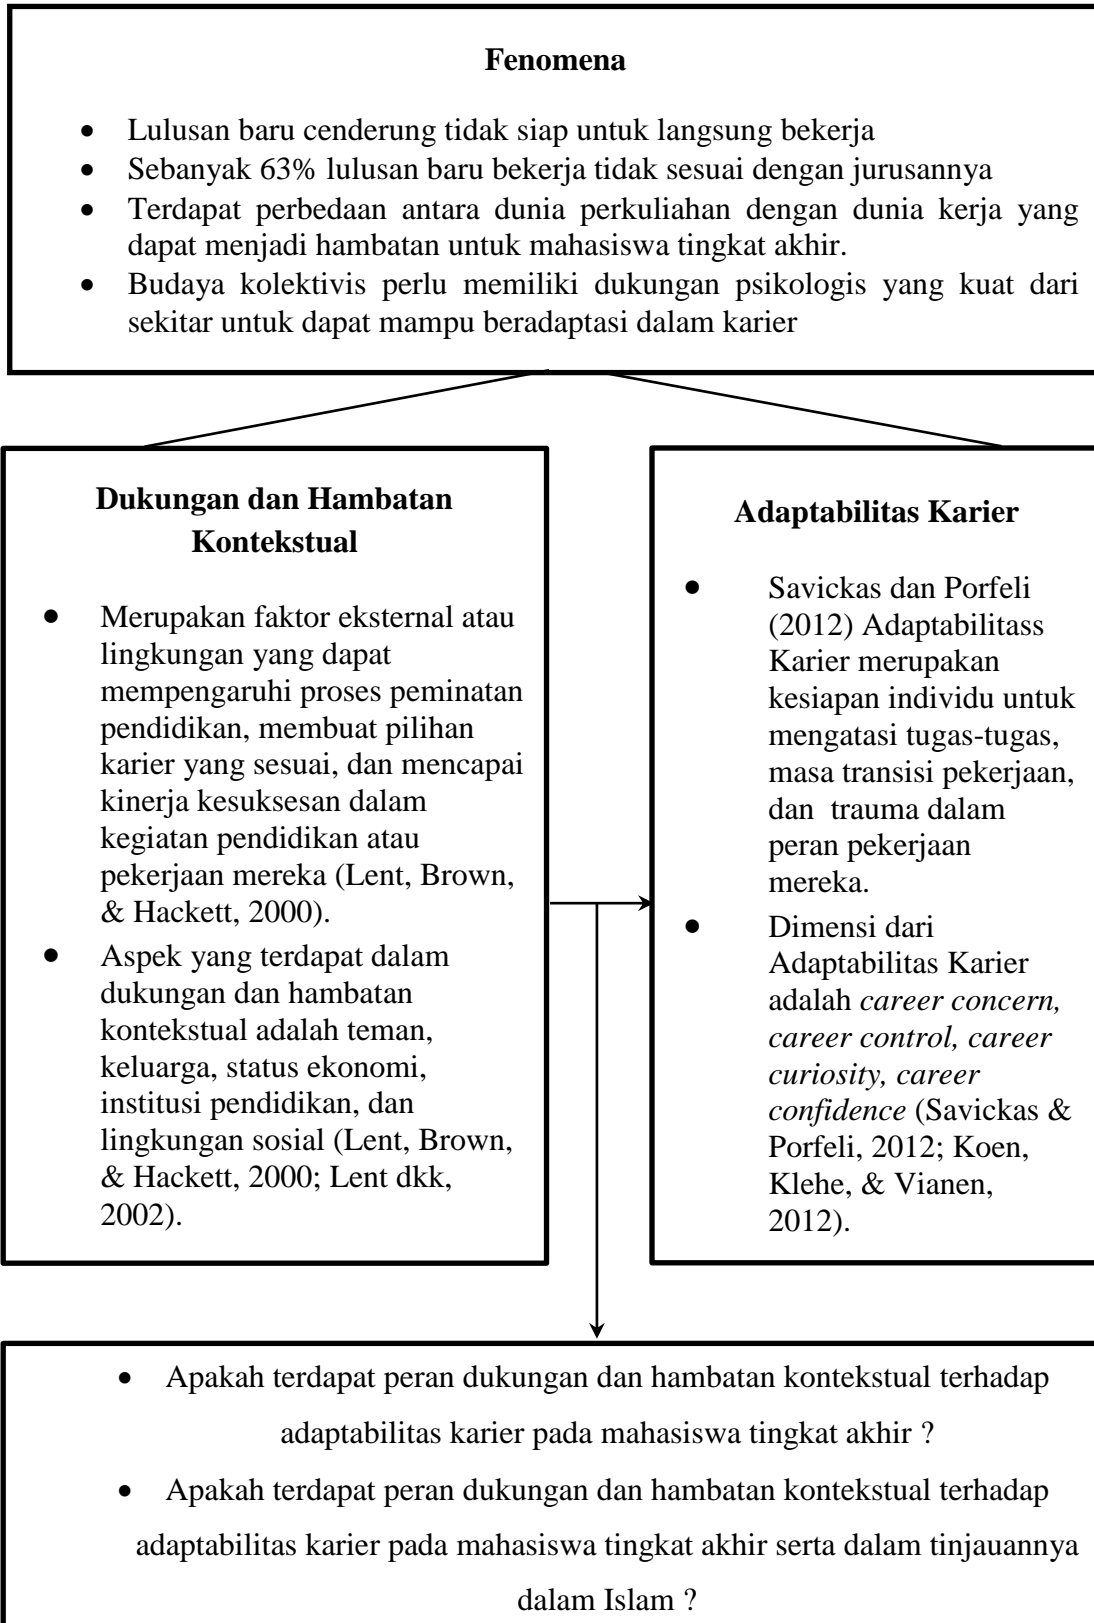 Fenomena
• Lulusan baru cenderung tidak siap untuk langsung bekerja
• Sebanyak 63% lulusan baru bekerja tidak sesuai dengan jurusannya
• Terdapat perbedaan antara dunia perkuliahan dengan dunia kerja yang
dapat menjadi hambatan untuk mahasiswa tingkat akhir.
• Budaya kolektivis perlu memiliki dukungan psikologis yang kuat dari
sekitar untuk dapat mampu beradaptasi dalam karier
Dukungan dan Hambatan
Kontekstual
• Merupakan faktor eksternal atau
lingkungan yang dapat
mempengaruhi proses peminatan
pendidikan, membuat pilihan
karier yang sesuai, dan mencapai
kinerja kesuksesan dalam
kegiatan pendidikan atau
pekerjaan mereka (Lent, Brown,
& Hackett, 2000).
• Aspek yang terdapat dalam
dukungan dan hambatan
kontekstual adalah teman,
keluarga, status ekonomi,
institusi pendidikan, dan
lingkungan sosial (Lent, Brown,
& Hackett, 2000; Lent dkk,
2002).
Adaptabilitas Karier
• Savickas dan Porfeli
(2012) Adaptabilitass
Karier merupakan
kesiapan individu untuk
mengatasi tugas-tugas,
masa transisi pekerjaan,
dan trauma dalam
peran pekerjaan
mereka.
• Dimensi dari
Adaptabilitas Karier
adalah career concern,
career control, career
curiosity, career
confidence (Savickas &
Porfeli, 2012; Koen,
Klehe, & Vianen,
2012).
• Apakah terdapat peran dukungan dan hambatan kontekstual terhadap
adaptabilitas karier pada mahasiswa tingkat akhir ?
• Apakah terdapat peran dukungan dan hambatan kontekstual terhadap
adaptabilitas karier pada mahasiswa tingkat akhir serta dalam tinjauannya
dalam Islam ?